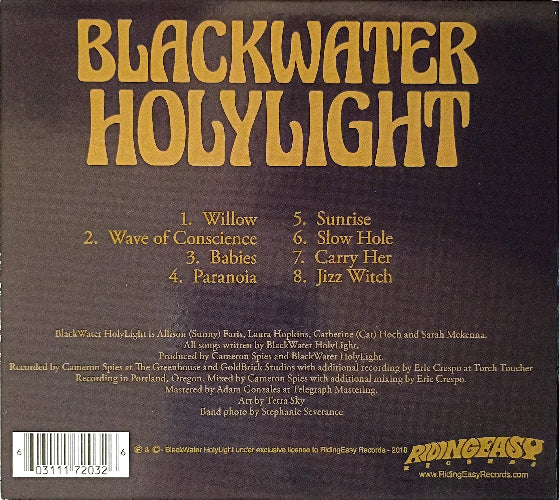 BLACKWATER
HOLYLIGHT
1. Willow
2. Wave of Conscience
3. Babies
4. Paranoia
5. Sunrise
6. Slow Hole
7. Carry Her
8. Jizz Witch
BlackWater HolyLight is Allison (Sunny) Faris, Laura Hopkins, Catherine (Cat) Hoch and Sarah Mckenna.
All songs written by BlackWater HolyLight.
Produced by Cameron Spies and BlackWater HolyLight.
Recorded by Cameron Spies at The Greenhouse and GoldBrick Studios with additional recording by Eric Crespo at Torch Toucher
Recording in Portland, Oregon. Mixed by Cameron Spies with additional mixing by Eric Crespo.
Mastered by Adam Gonzales at Telegraph Mastering.
Art by Tetra Sky
Band photo by Stephanie Severance.
6 03111 72032 6
℗ & © - BlackWater HolyLight under exclusive license to RidingEasy Records - 2018
RIDINGEASY
RECORDS
www.RidingEasyRecords.com